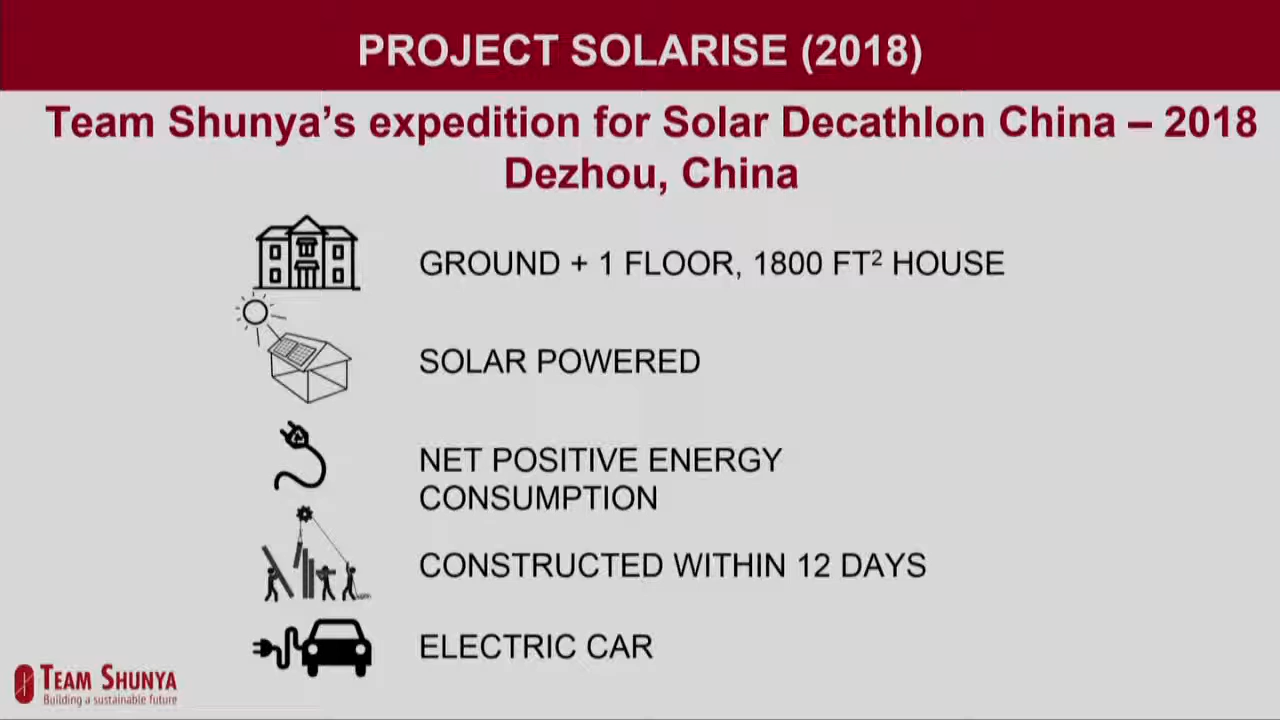 PROJECT SOLARISE (2018)
Team Shunya’s expedition for Solar Decathlon China – 2018
Dezhou, China
GROUND + 1 FLOOR, 1800 FT² HOUSE
SOLAR POWERED
NET POSITIVE ENERGY
CONSUMPTION
CONSTRUCTED WITHIN 12 DAYS
ELECTRIC CAR
TEAM SHUNYA
Building a sustainable future